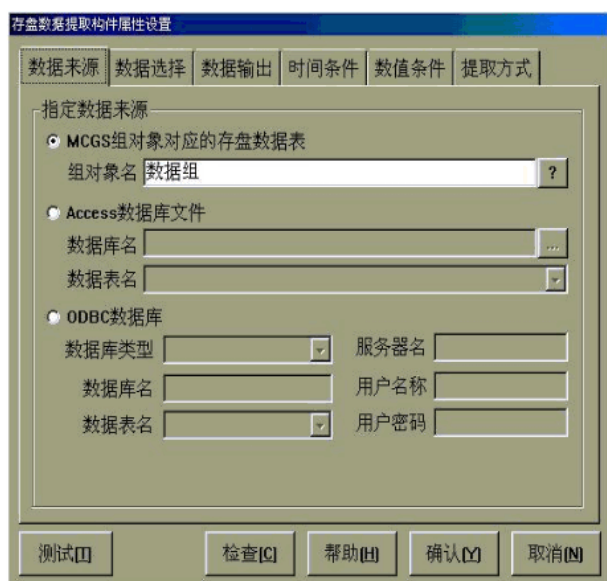 存盘数据提取构件属性设置
数据来源 数据选择 数据输出 时间条件 数值条件 提取方式
指定数据来源
MCGS组对象对应的存盘数据表
组对象名 数据组 ?
Access数据库文件
数据库名 ...
数据表名
ODBC数据库
数据库类型 服务器名
数据库名 用户名称
数据表名 用户密码
测试[T] 检查[C] 帮助[H] 确认[Y] 取消[N]